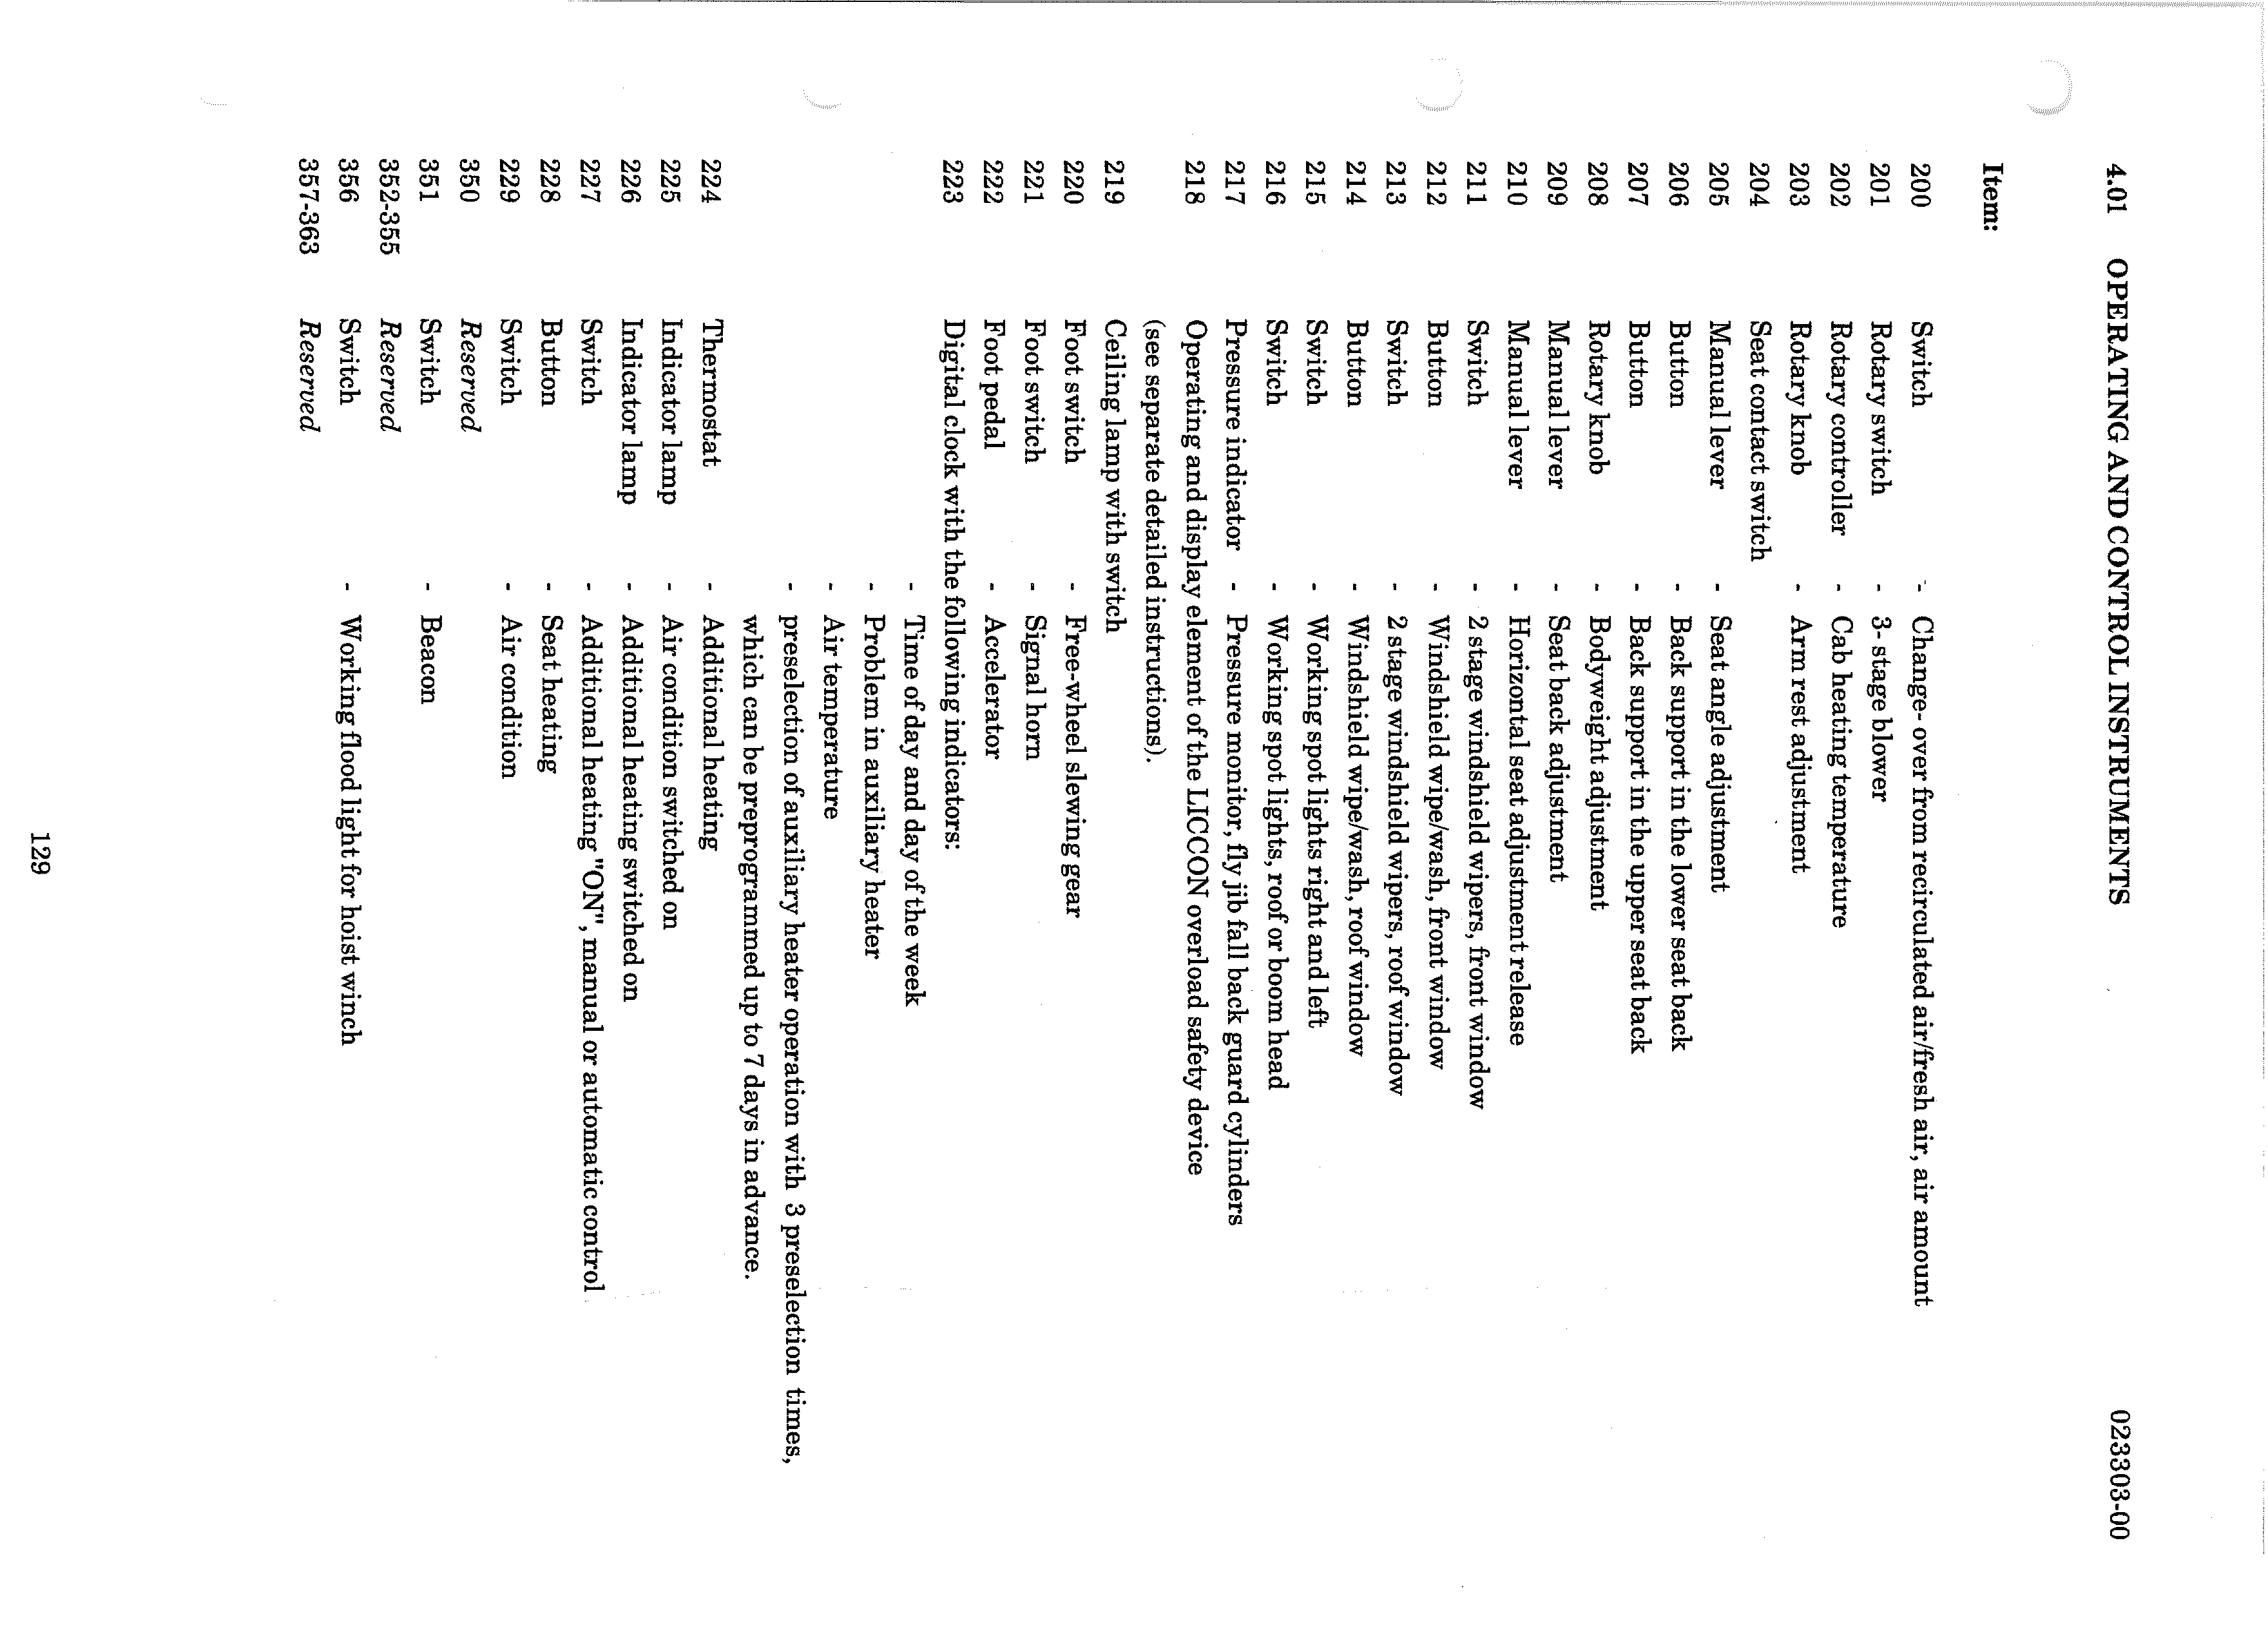 4.01 OPERATING AND CONTROL INSTRUMENTS 023303-00
Item:
200 Switch - Change- over from recirculated air/fresh air, air amount
201 Rotary switch - 3- stage blower
202 Rotary controller - Cab heating temperature
203 Rotary knob - Arm rest adjustment
204 Seat contact switch
205 Manual lever - Seat angle adjustment
206 Button - Back support in the lower seat back
207 Button - Back support in the upper seat back
208 Rotary knob - Bodyweight adjustment
209 Manual lever - Seat back adjustment
210 Manual lever - Horizontal seat adjustment release
211 Switch - 2 stage windshield wipers, front window
212 Button - Windshield wipe/wash, front window
213 Switch - 2 stage windshield wipers, roof window
214 Button - Windshield wipe/wash, roof window
215 Switch - Working spot lights right and left
216 Switch - Working spot lights, roof or boom head
217 Pressure indicator - Pressure monitor, fly jib fall back guard cylinders
218 Operating and display element of the LICCON overload safety device
(see separate detailed instructions).
219 Ceiling lamp with switch
220 Foot switch - Free-wheel slewing gear
221 Foot switch - Signal horn
222 Foot pedal - Accelerator
223 Digital clock with the following indicators:
- Time of day and day of the week
- Problem in auxiliary heater
- Air temperature
- preselection of auxiliary heater operation with 3 preselection times,
which can be preprogrammed up to 7 days in advance.
224 Thermostat - Additional heating
225 Indicator lamp - Air condition switched on
226 Indicator lamp - Additional heating switched on
227 Switch - Additional heating "ON", manual or automatic control
228 Button - Seat heating
229 Switch - Air condition
350 Reserved
351 Switch - Beacon
352-355 Reserved
356 Switch - Working flood light for hoist winch
357-363 Reserved
129